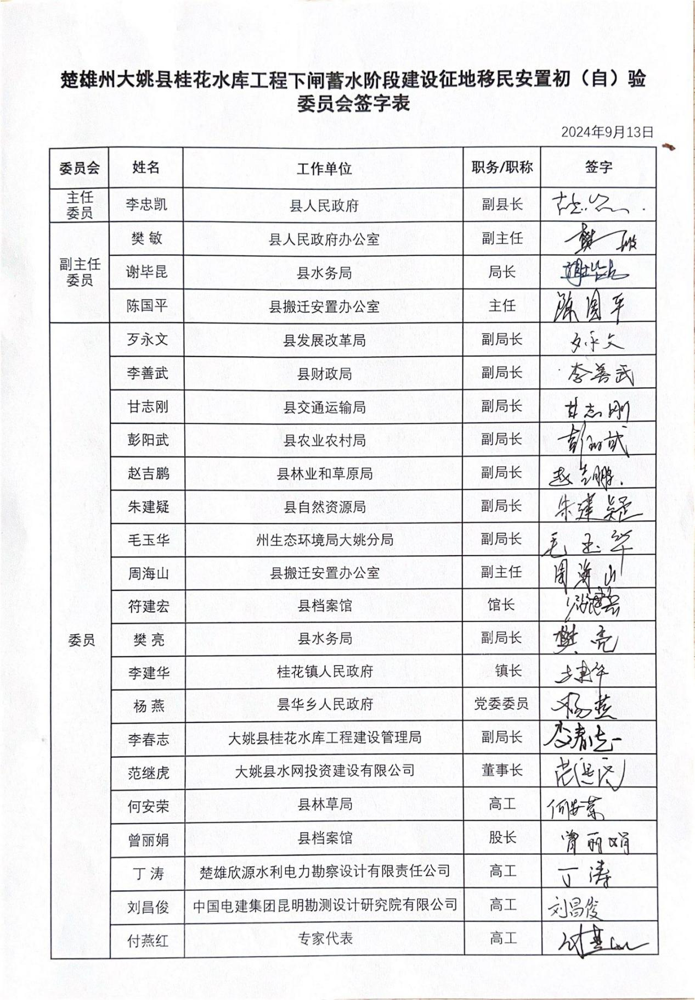 楚雄州大姚县桂花水库工程下闸蓄水阶段建设征地移民安置初（自）验
委员会签字表
2024年9月13日
委员会 姓名 工作单位 职务/职称 签字
主任委员 李忠凯 县人民政府 副县长
副主任委员 樊敏 县人民政府办公室 副主任 樊敏
谢毕昆 县水务局 局长 谢毕昆
陈国平 县搬迁安置办公室 主任 陈国平
委员 歹永文 县发展改革局 副局长 歹永文
李善武 县财政局 副局长 李善武
甘志刚 县交通运输局 副局长 甘志刚
彭阳武 县农业农村局 副局长 彭阳武
赵吉鹏 县林业和草原局 副局长 赵吉鹏
朱建疑 县自然资源局 副局长 朱建疑
毛玉华 州生态环境局大姚分局 副局长 毛玉华
周海山 县搬迁安置办公室 副主任 周海山
符建宏 县档案馆 馆长
樊亮 县水务局 副局长 樊亮
李建华 桂花镇人民政府 镇长 李建华
杨燕 昙华乡人民政府 党委委员 杨燕
李春志 大姚县桂花水库工程建设管理局 副局长 李春志
范继虎 大姚县水网投资建设有限公司 董事长 范继虎
何安荣 县林草局 高工 何安荣
曾丽娟 县档案馆 股长 曾丽娟
丁涛 楚雄欣源水利电力勘察设计有限责任公司 高工 丁涛
刘昌俊 中国电建集团昆明勘测设计研究院有限公司 高工 刘昌俊
付燕红 专家代表 高工 付燕红